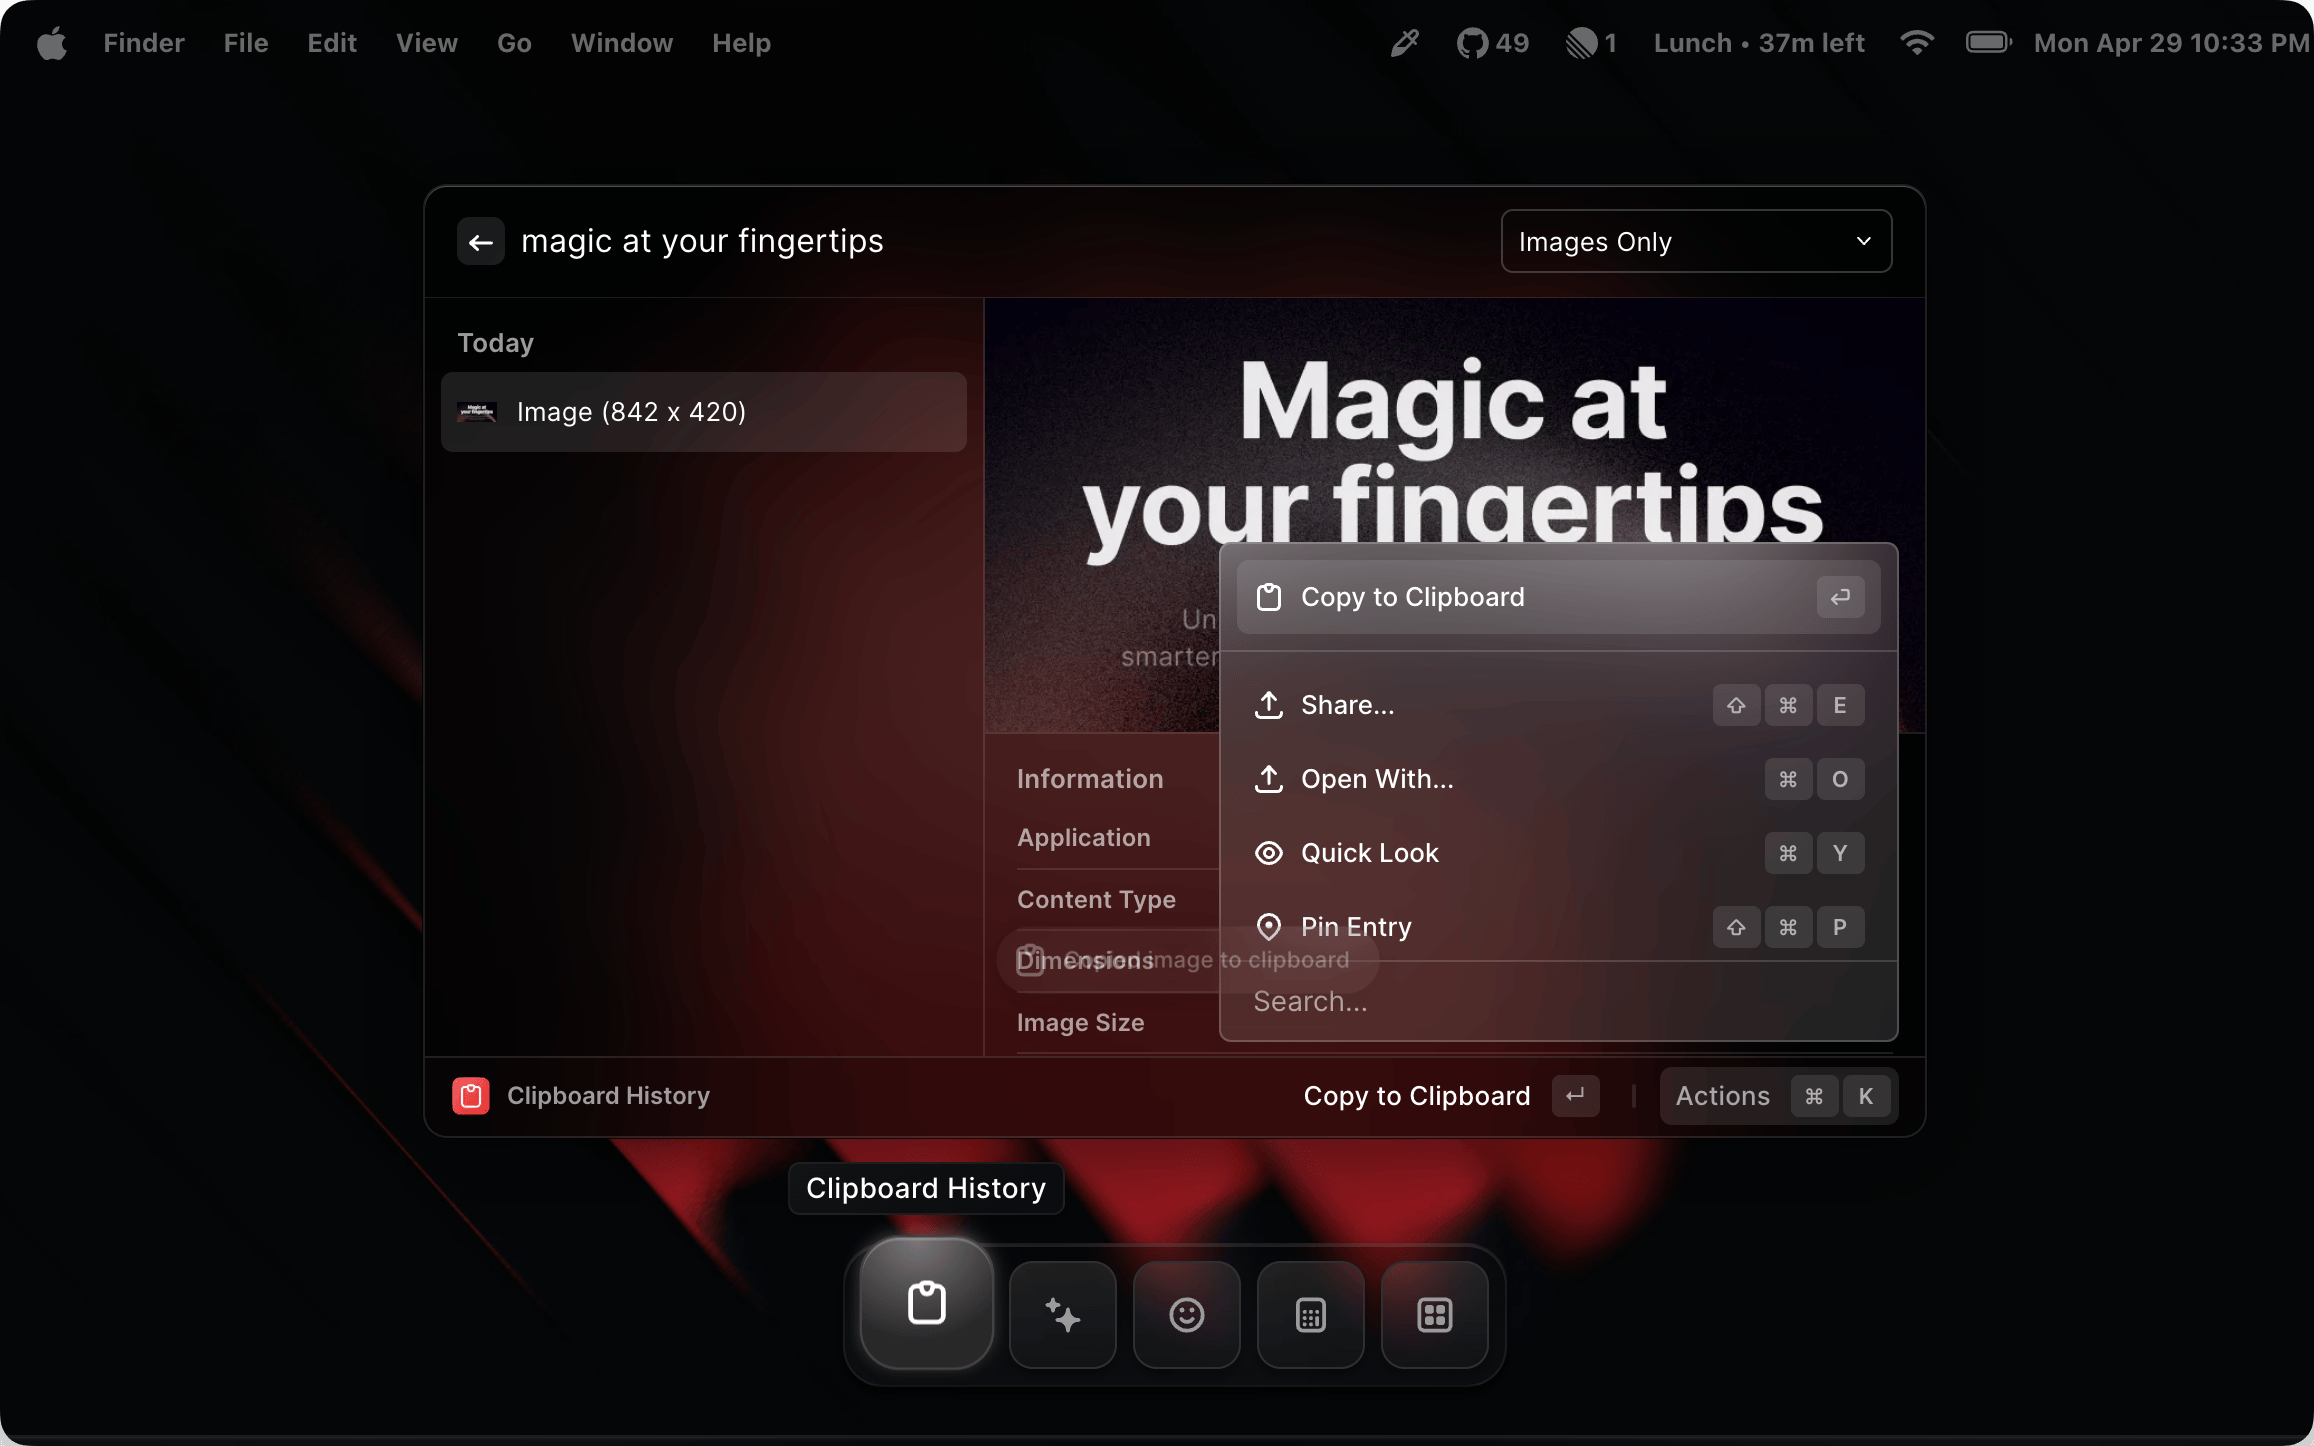 Finder File Edit View Go Window Help 49 1 Lunch • 37m left Mon Apr 29 10:33 PM
magic at your fingertips
Images Only
Today
Image (842 x 420)
Magic at
your fingertips
Un
smarter
Copy to Clipboard
Share...
⌘ E
Open With...
⌘ O
Quick Look
⌘ Y
Pin Entry
⌘ P
Search...
Information
Application
Content Type
Dimensions
Copied image to clipboard
Image Size
Clipboard History
Copy to Clipboard
Actions ⌘ K
Clipboard History